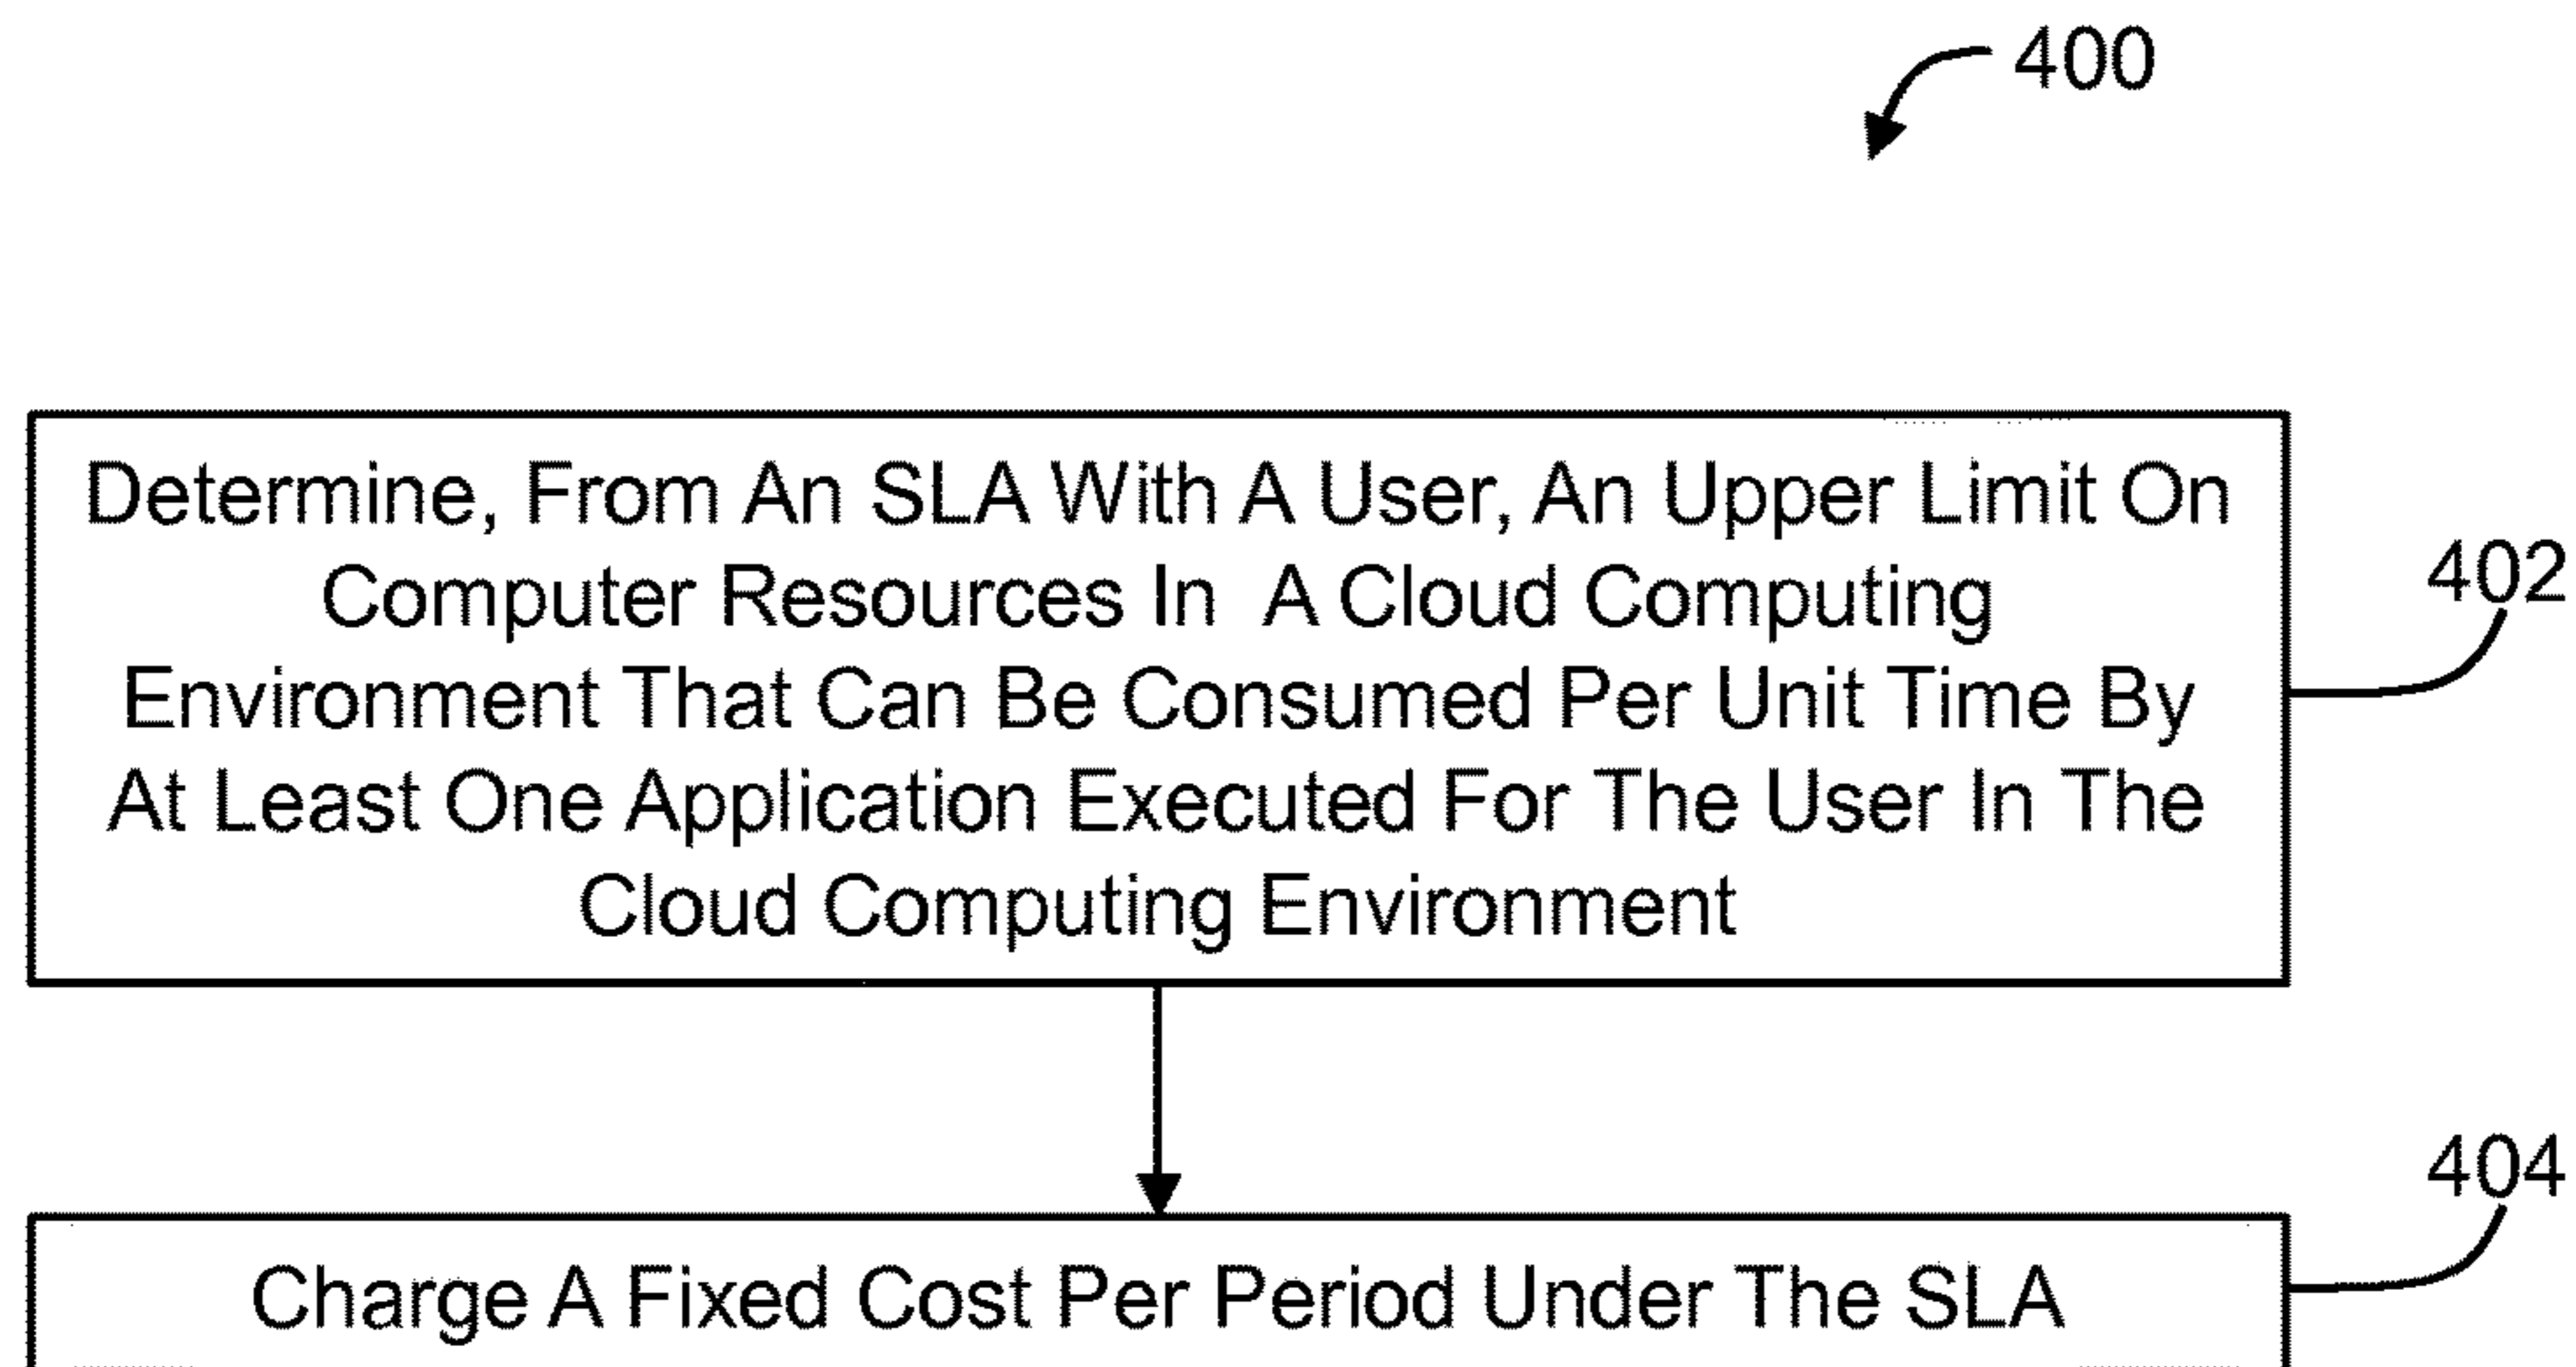 400
Determine, From An SLA With A User, An Upper Limit On
Computer Resources In A Cloud Computing
Environment That Can Be Consumed Per Unit Time By
At Least One Application Executed For The User In The
Cloud Computing Environment
402
404
Charge A Fixed Cost Per Period Under The SLA